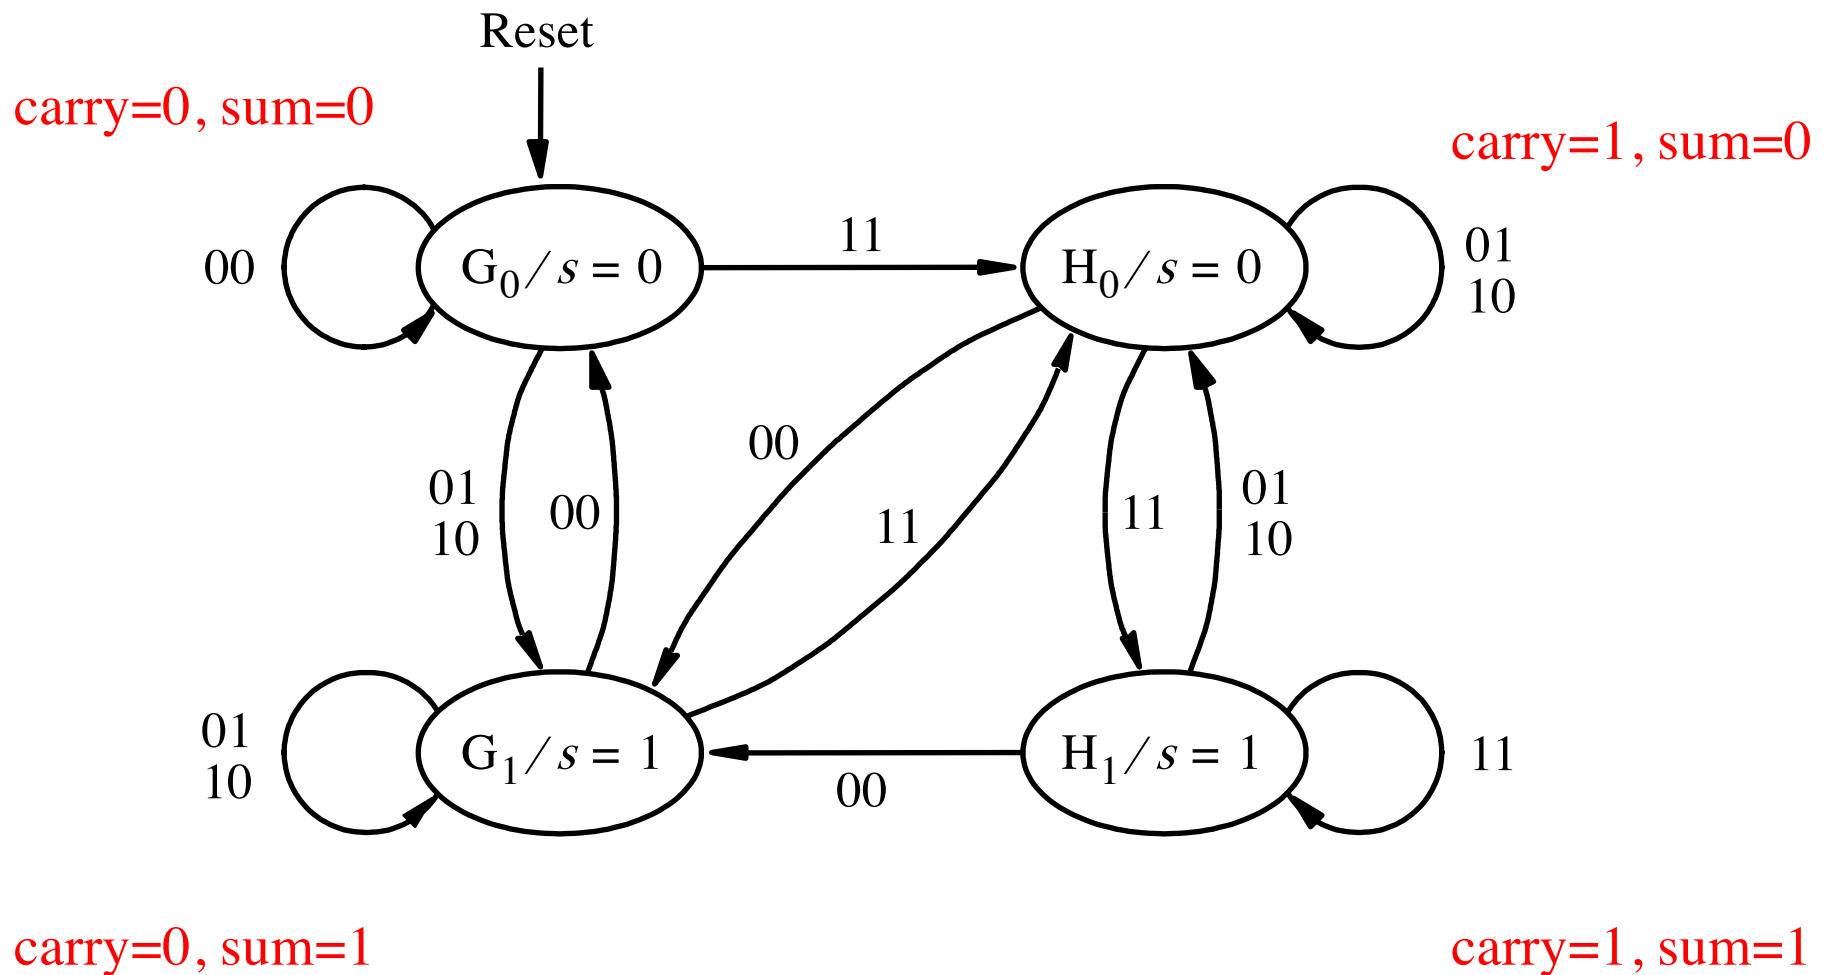 Reset
carry=0, sum=0
carry=1, sum=0
11
00
G₀/s = 0
H₀/s = 0
01
10
00
01
10
00
11
11
01
10
01
10
G₁/s = 1
00
H₁/s = 1
11
carry=0, sum=1
carry=1, sum=1